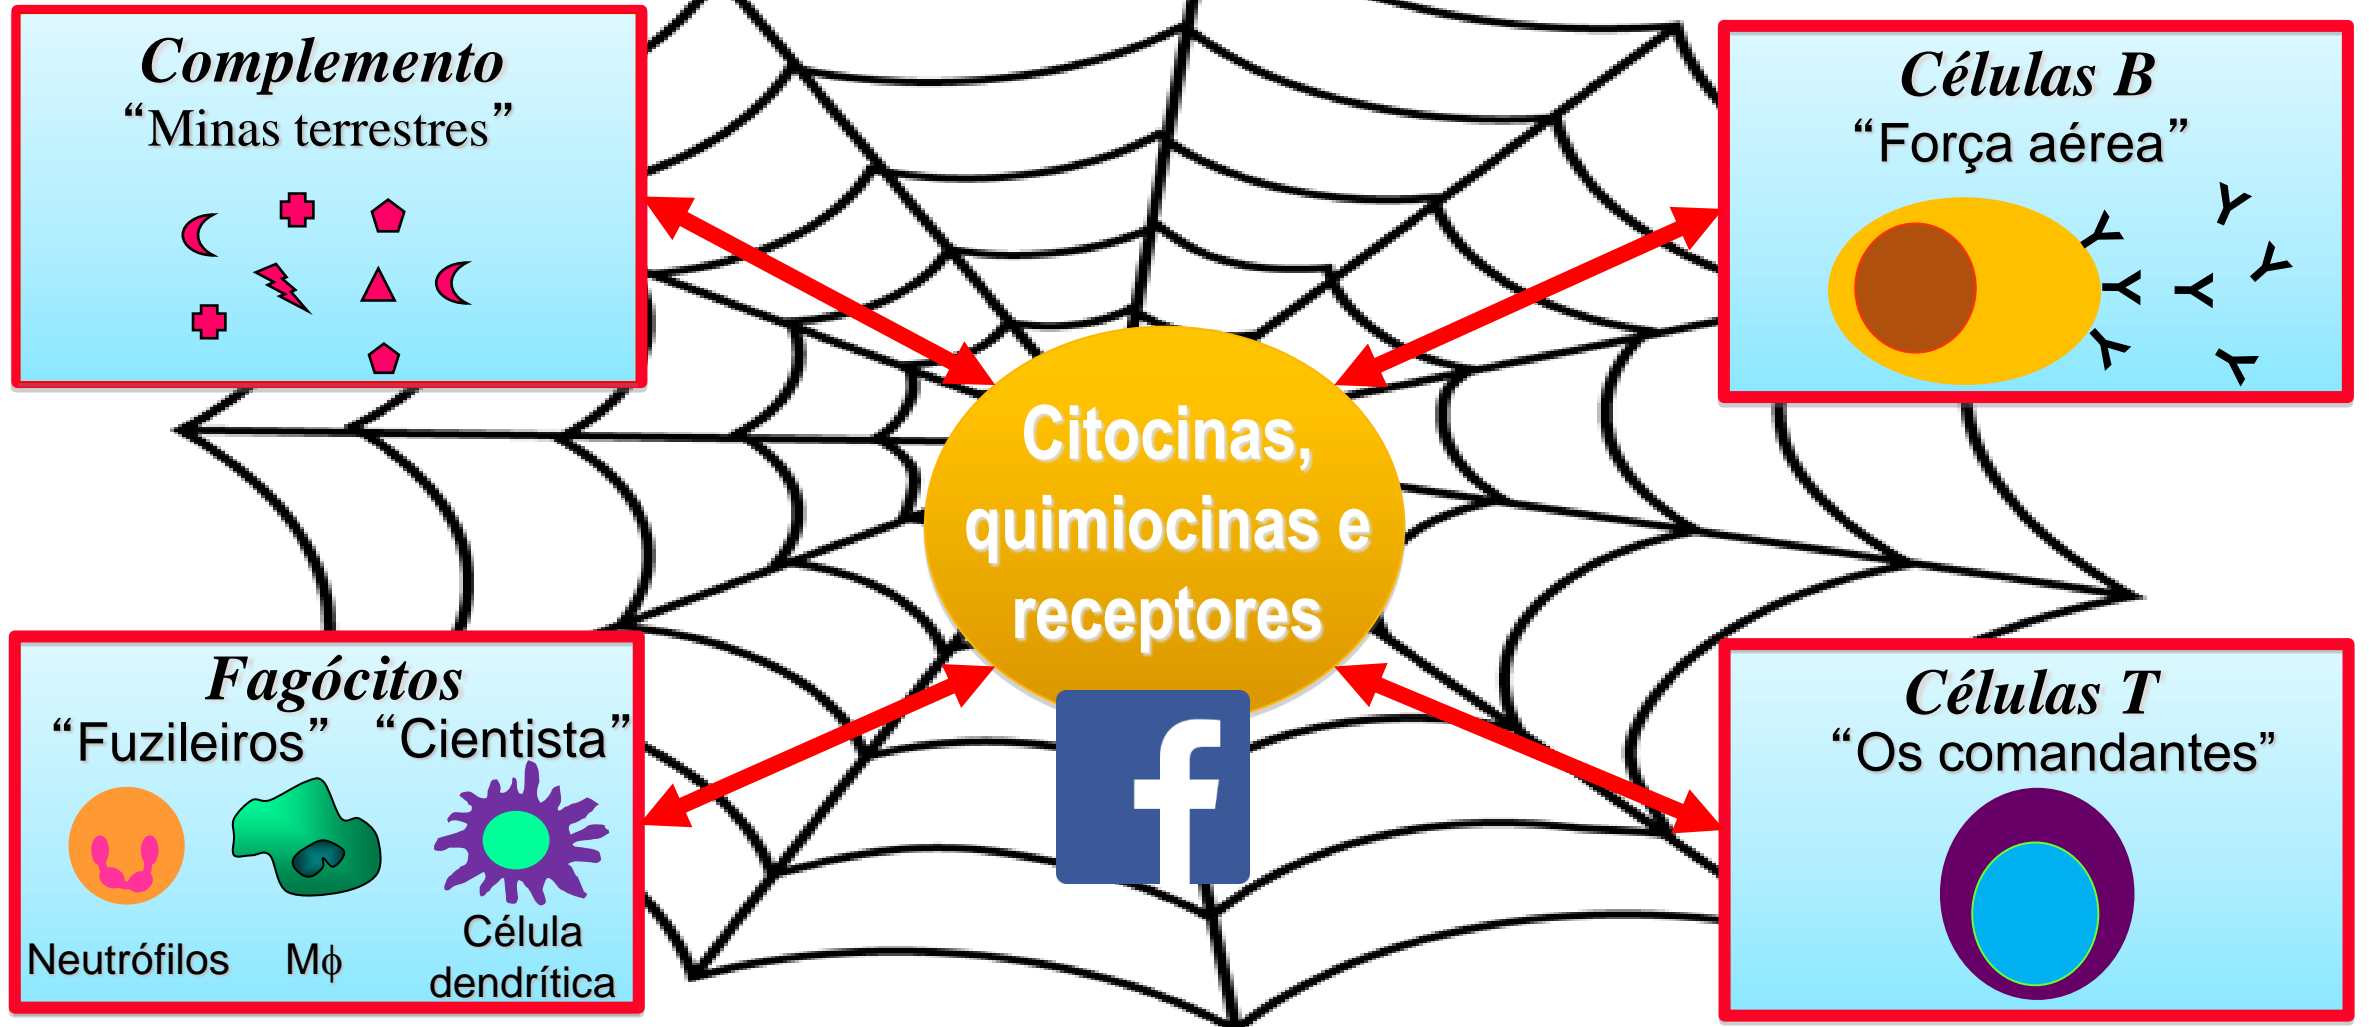 Complemento
“Minas terrestres”
Células B
“Força aérea”
Citocinas,
quimiocinas e
receptores
Fagócitos
“Fuzileiros” “Cientista”
Neutrófilos
Mϕ
Célula
dendrítica
Células T
“Os comandantes”
f